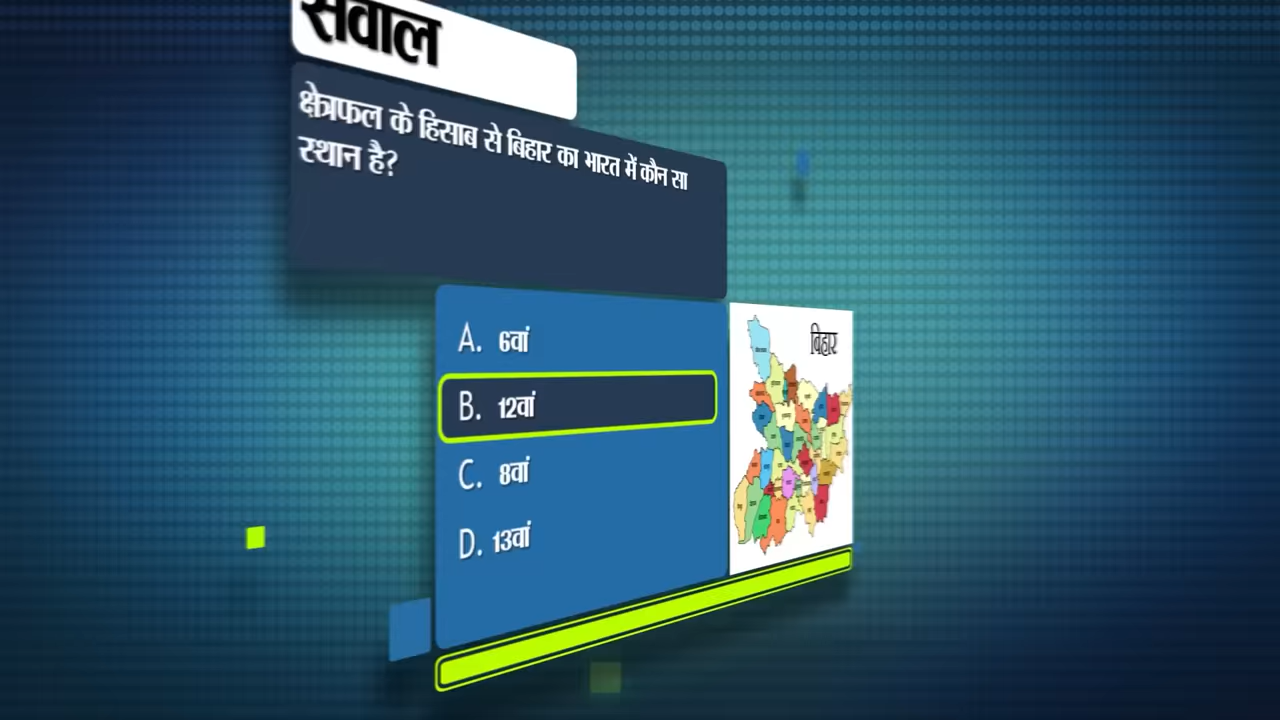 सवाल
क्षेत्रफल के हिसाब से बिहार का भारत में कौन सा
स्थान है?
A. 6वां
B. 12वां
C. 8वां
D. 13वां
बिहार